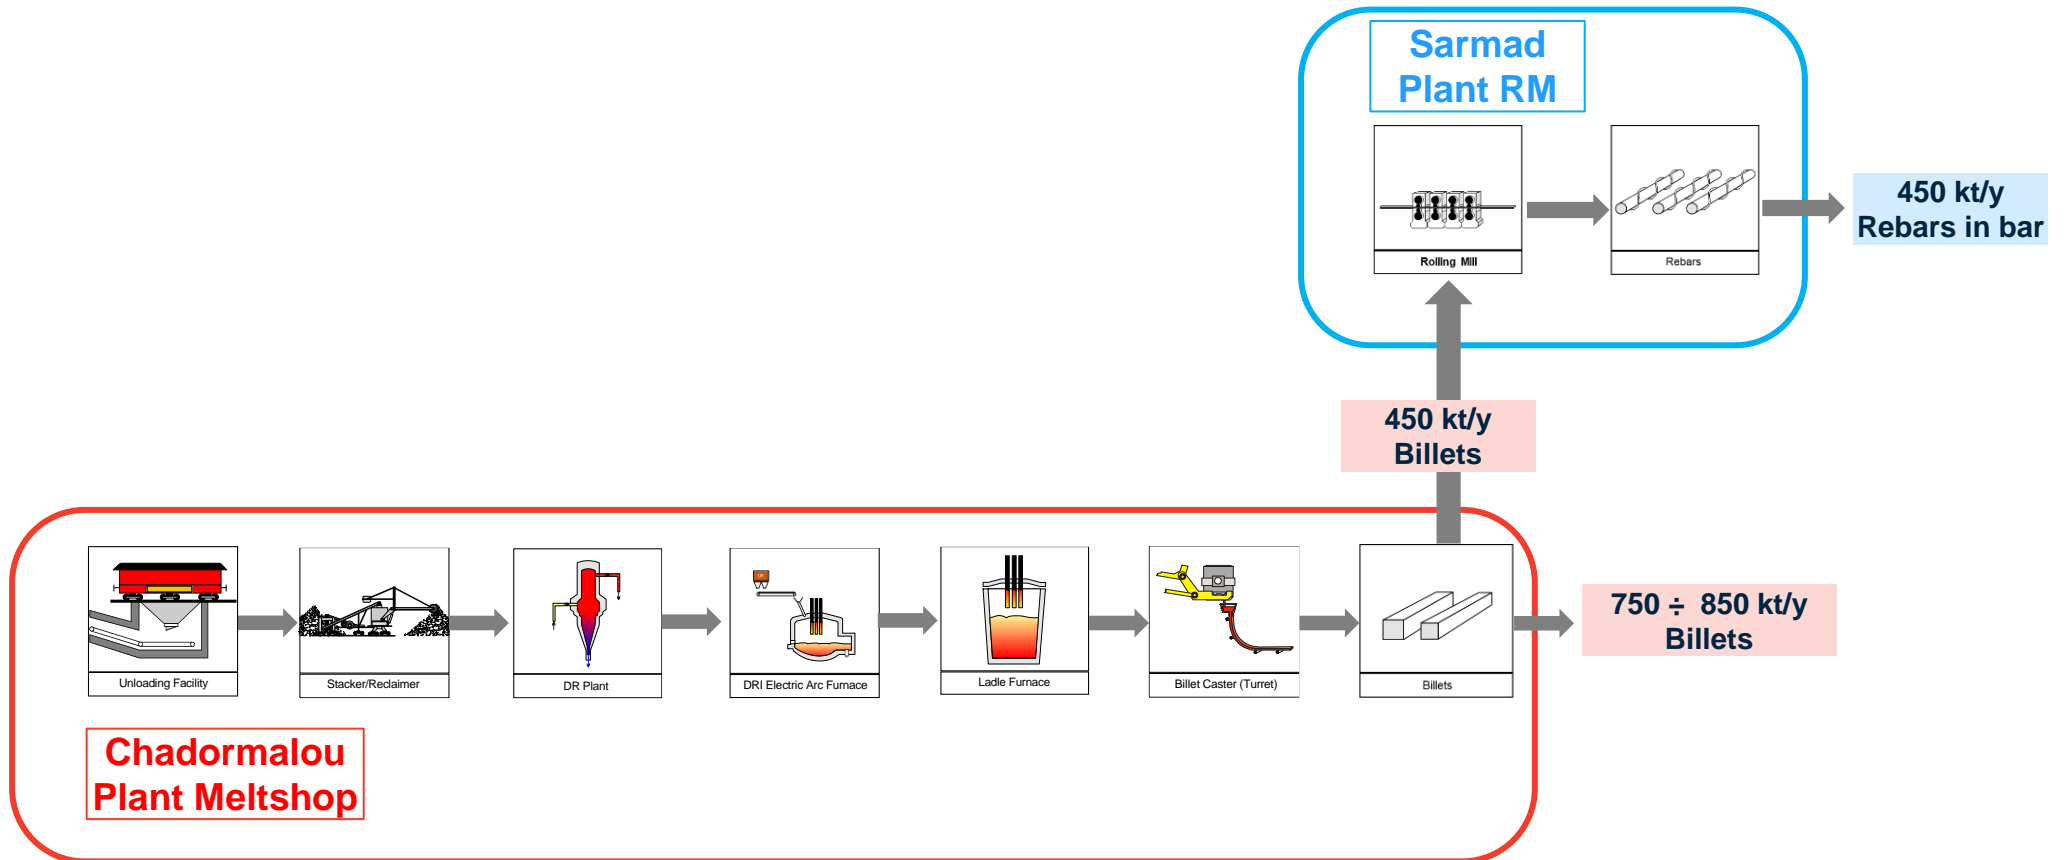 Sarmad
Plant RM
Rolling Mill
Rebars
450 kt/y
Rebars in bar
450 kt/y
Billets
Unloading Facility
Stacker/Reclaimer
DR Plant
DRI Electric Arc Furnace
Ladle Furnace
Billet Caster (Turret)
Billets
750 ÷ 850 kt/y
Billets
Chadormalou
Plant Meltshop